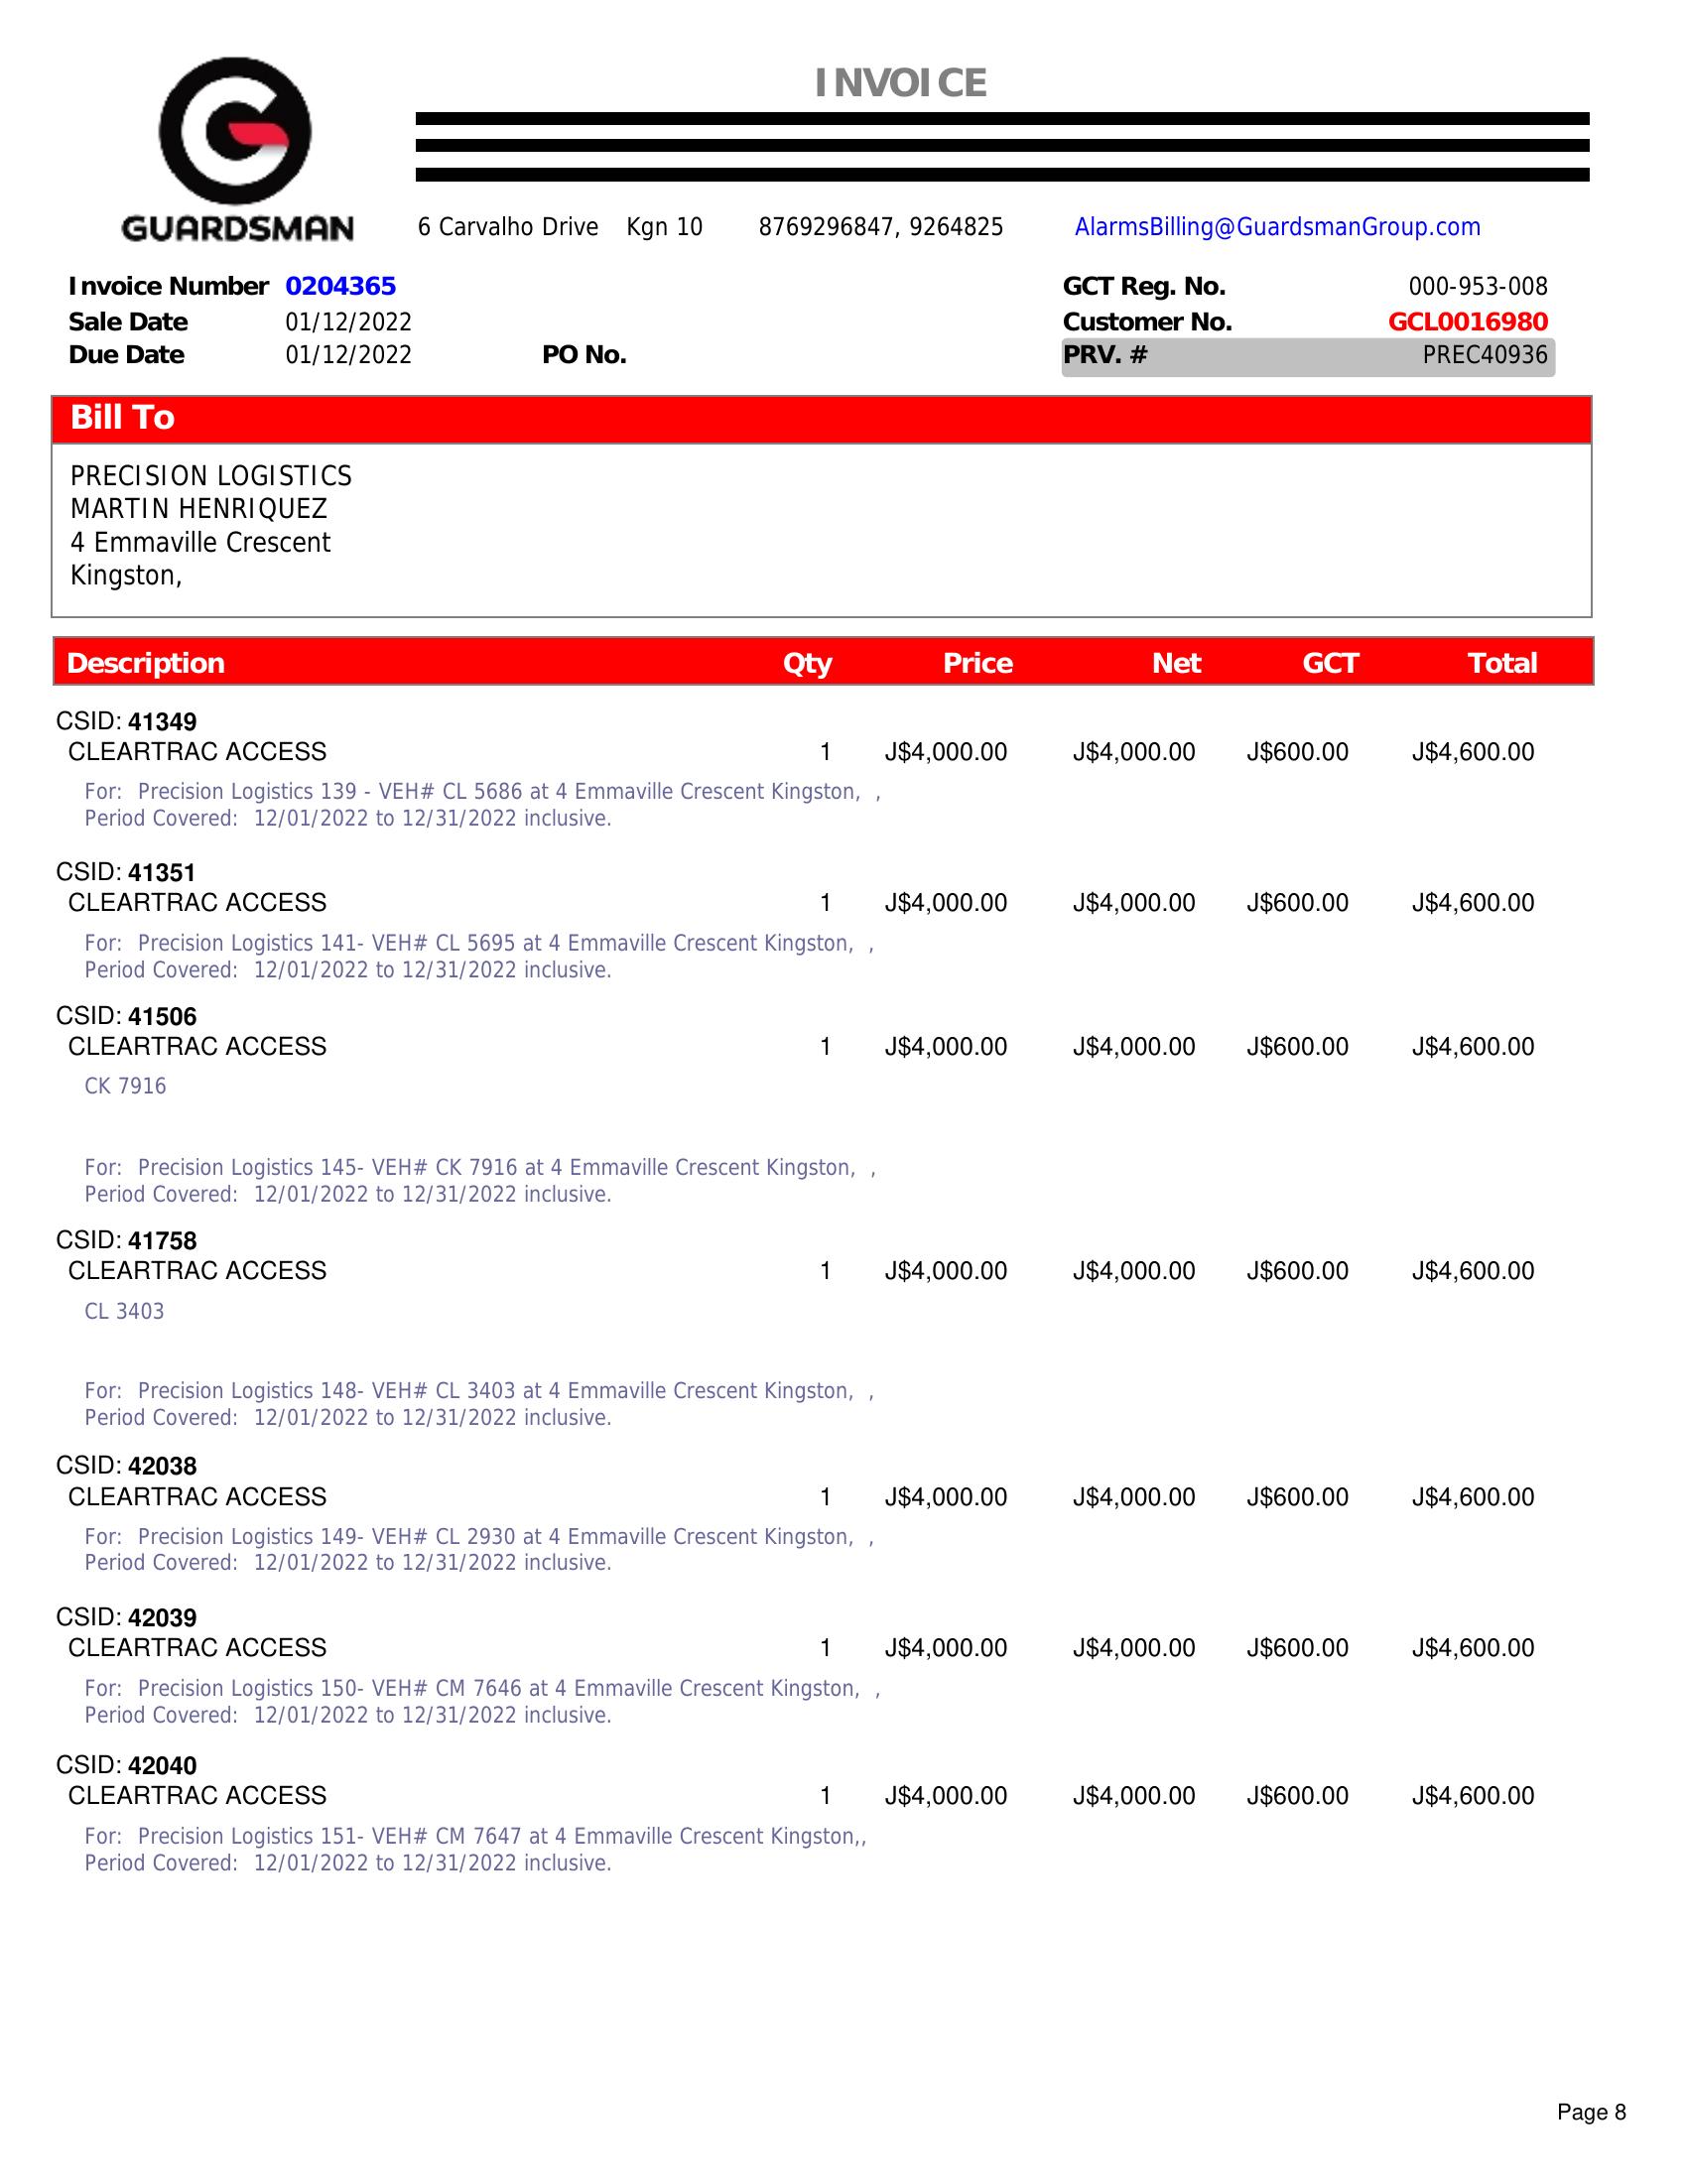 INVOICE
GUARDSMAN
6 Carvalho Drive Kgn 10 8769296847, 9264825 AlarmsBilling@GuardsmanGroup.com
Invoice Number 0204365 GCT Reg. No. 000-953-008
Sale Date 01/12/2022 Customer No. GCL0016980
Due Date 01/12/2022 PO No. PRV. # PREC40936
Bill To
PRECISION LOGISTICS
MARTIN HENRIQUEZ
4 Emmaville Crescent
Kingston,
Description Qty Price Net GCT Total
CSID: 41349
CLEARTRAC ACCESS 1 J$4,000.00 J$4,000.00 J$600.00 J$4,600.00
For: Precision Logistics 139 - VEH# CL 5686 at 4 Emmaville Crescent Kingston, ,
Period Covered: 12/01/2022 to 12/31/2022 inclusive.
CSID: 41351
CLEARTRAC ACCESS 1 J$4,000.00 J$4,000.00 J$600.00 J$4,600.00
For: Precision Logistics 141- VEH# CL 5695 at 4 Emmaville Crescent Kingston, ,
Period Covered: 12/01/2022 to 12/31/2022 inclusive.
CSID: 41506
CLEARTRAC ACCESS 1 J$4,000.00 J$4,000.00 J$600.00 J$4,600.00
CK 7916
For: Precision Logistics 145- VEH# CK 7916 at 4 Emmaville Crescent Kingston, ,
Period Covered: 12/01/2022 to 12/31/2022 inclusive.
CSID: 41758
CLEARTRAC ACCESS 1 J$4,000.00 J$4,000.00 J$600.00 J$4,600.00
CL 3403
For: Precision Logistics 148- VEH# CL 3403 at 4 Emmaville Crescent Kingston, ,
Period Covered: 12/01/2022 to 12/31/2022 inclusive.
CSID: 42038
CLEARTRAC ACCESS 1 J$4,000.00 J$4,000.00 J$600.00 J$4,600.00
For: Precision Logistics 149- VEH# CL 2930 at 4 Emmaville Crescent Kingston, ,
Period Covered: 12/01/2022 to 12/31/2022 inclusive.
CSID: 42039
CLEARTRAC ACCESS 1 J$4,000.00 J$4,000.00 J$600.00 J$4,600.00
For: Precision Logistics 150- VEH# CM 7646 at 4 Emmaville Crescent Kingston, ,
Period Covered: 12/01/2022 to 12/31/2022 inclusive.
CSID: 42040
CLEARTRAC ACCESS 1 J$4,000.00 J$4,000.00 J$600.00 J$4,600.00
For: Precision Logistics 151- VEH# CM 7647 at 4 Emmaville Crescent Kingston,,
Period Covered: 12/01/2022 to 12/31/2022 inclusive.
Page 8